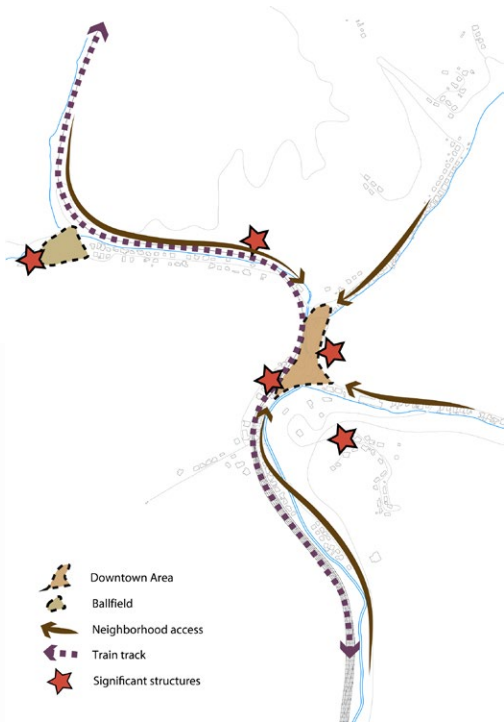 Downtown Area
Ballfield
Neighborhood access
Train track
Significant structures